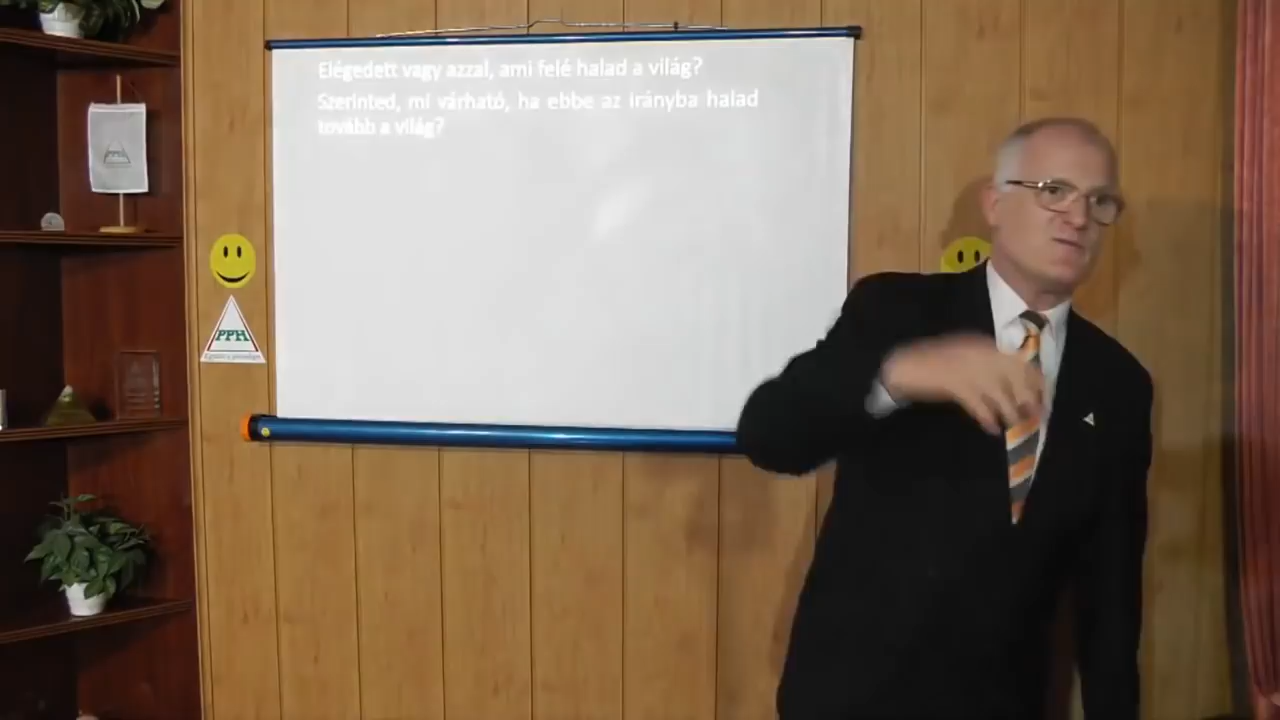 Elégedett vagy azzal, ami felé halad a világ?
Szerinted, mi várható, ha ebbe az irányba halad
tovább a világ?
PPH